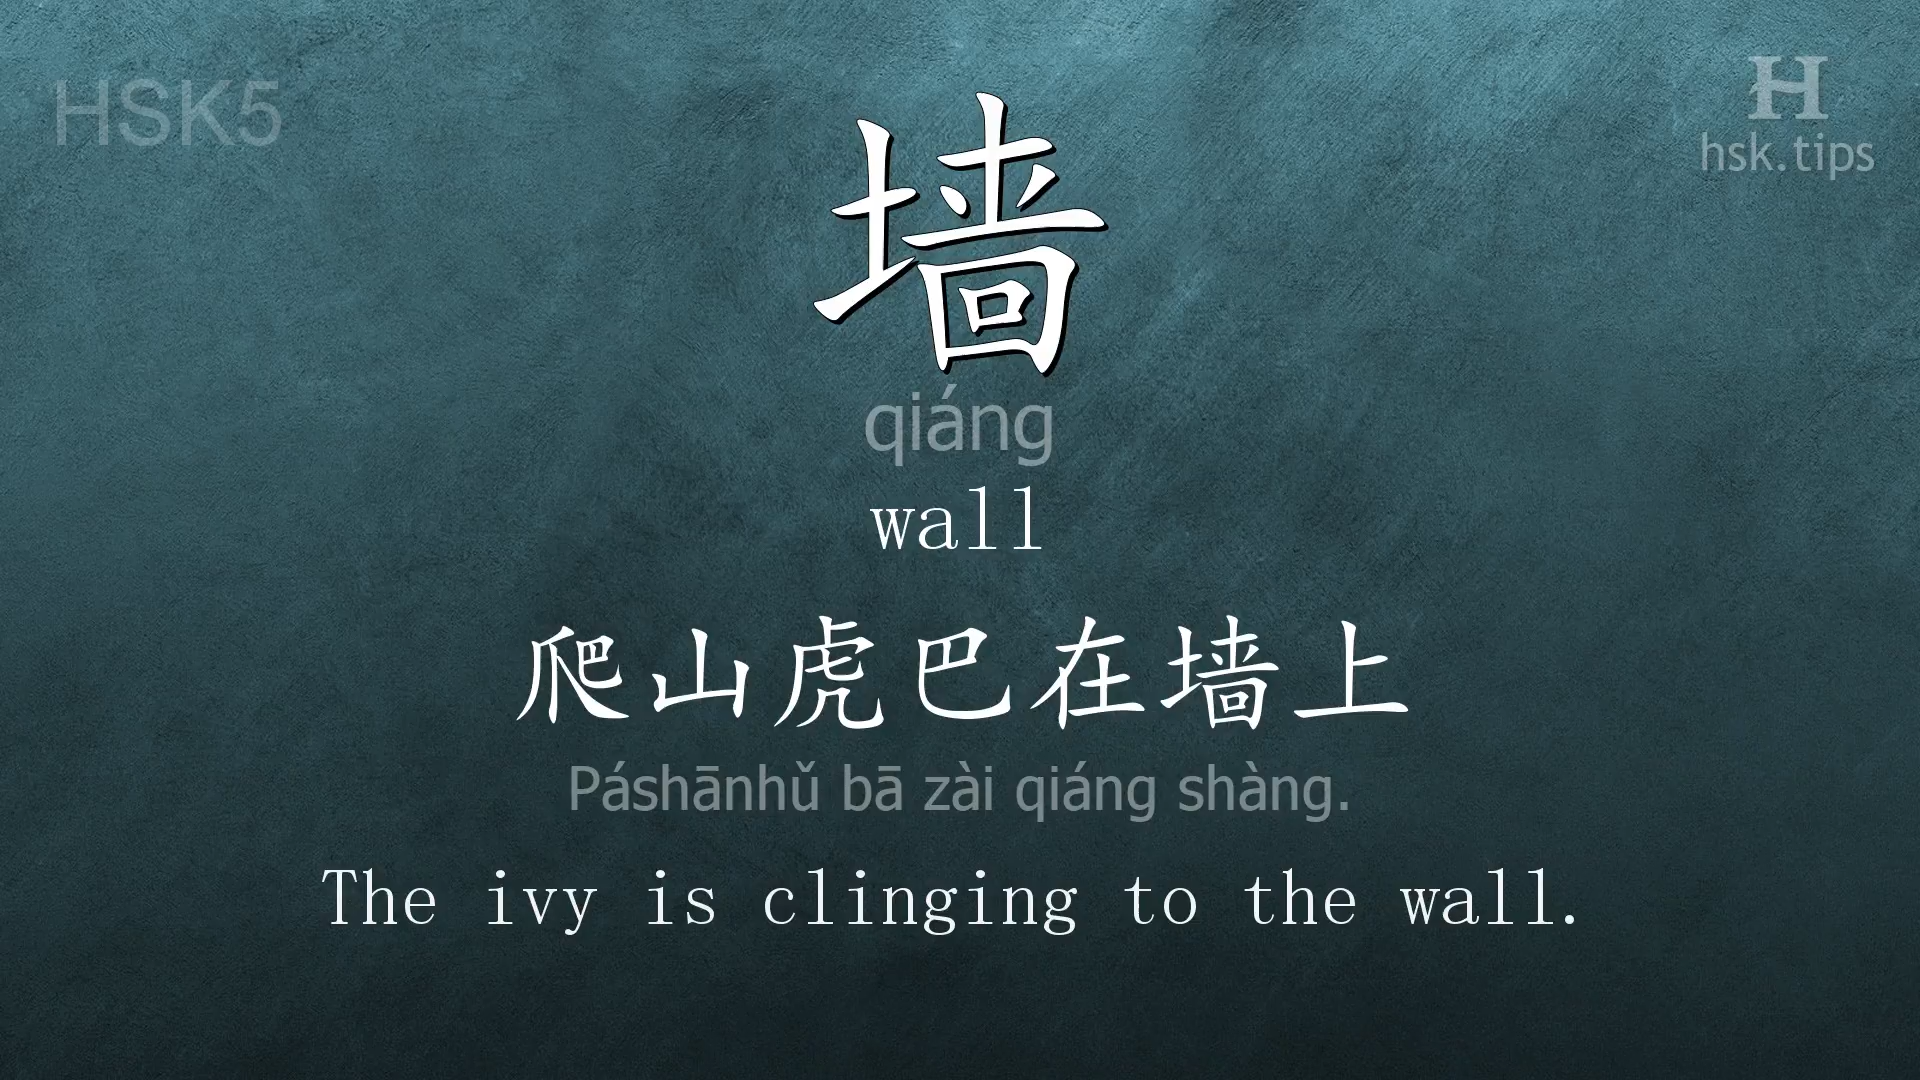 HSK5
H
hsk.tips
墙
qiáng
wall
爬山虎巴在墙上
Páshānhǔ bā zài qiáng shàng.
The ivy is clinging to the wall.